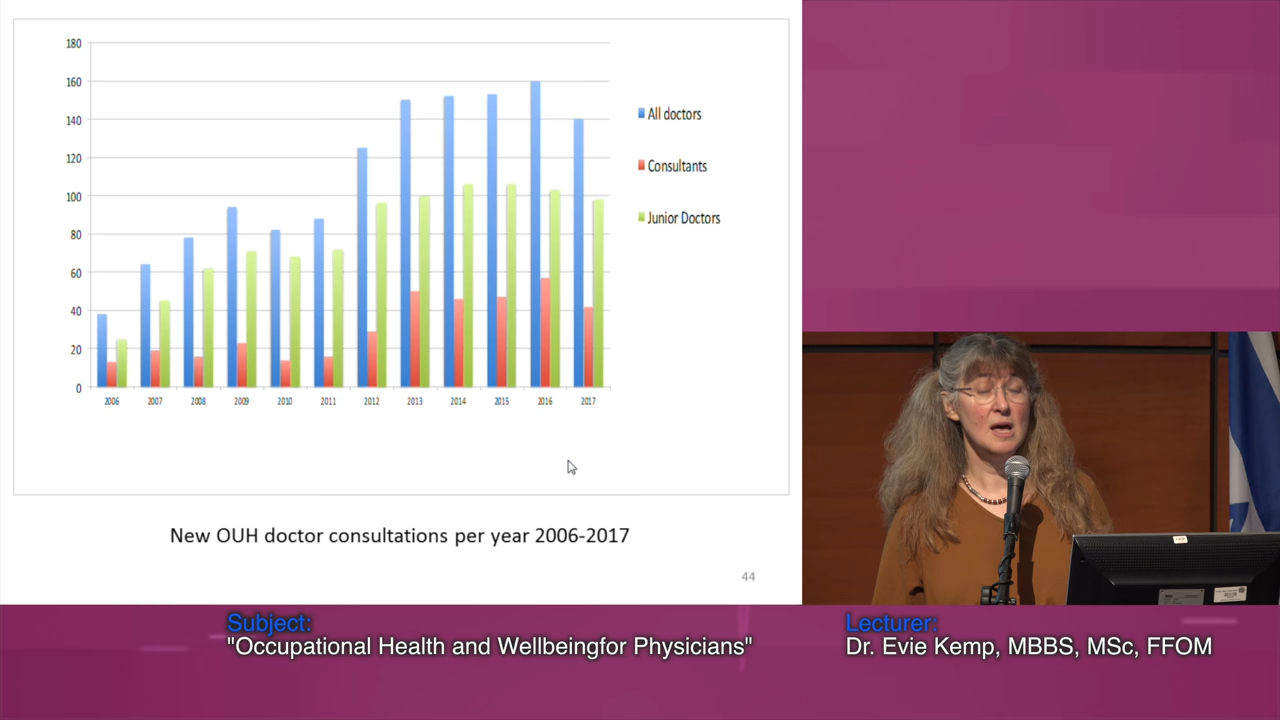 180
160
140
120
100
80
60
40
20
0
2006 2007 2008 2009 2010 2011 2012 2013 2014 2015 2016 2017
All doctors
Consultants
Junior Doctors
New OUH doctor consultations per year 2006-2017
44
Subject:
"Occupational Health and Wellbeingfor Physicians"
Lecturer:
Dr. Evie Kemp, MBBS, MSc, FFOM